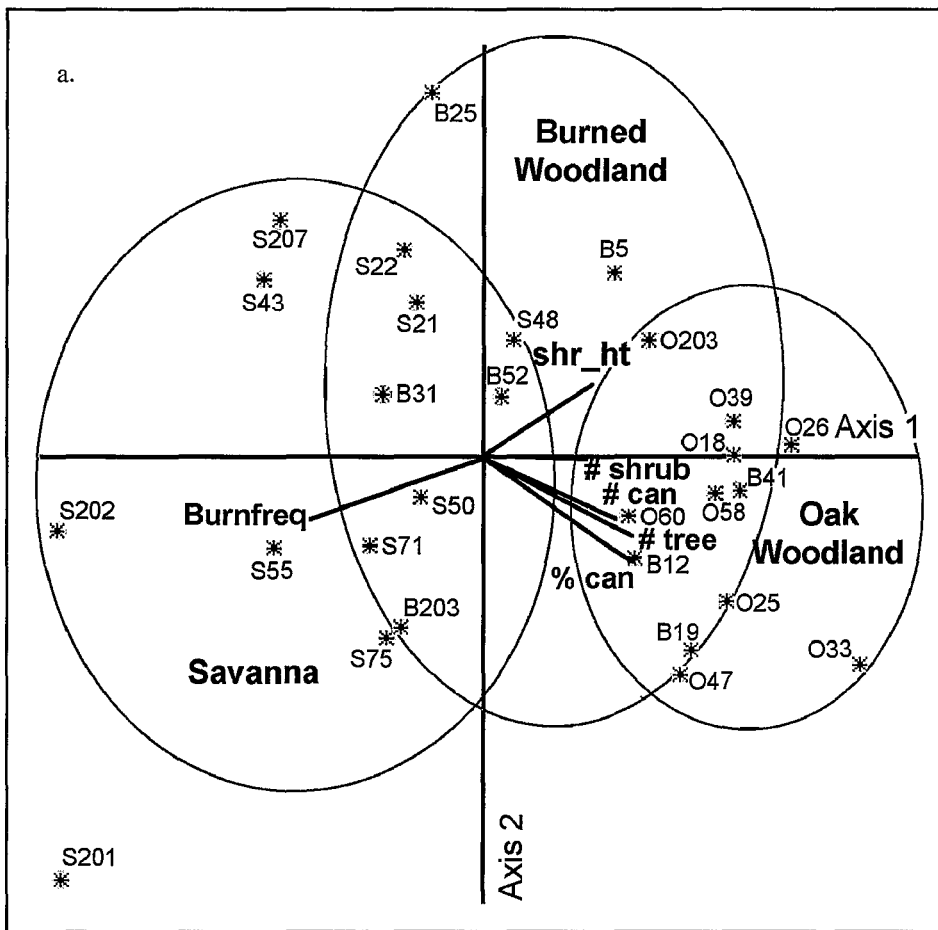 a.
B25
Burned
Woodland
S207
S22
B5
S43
S21
S48
O203
shr_ht
B52
B31
O39
O26
Axis 1
O18
# shrub
B41
# can
S50
O58
Oak
Woodland
Burnfreq
O60
S202
# tree
S71
S55
B12
% can
O25
B203
B19
S75
O33
Savanna
O47
Axis 2
S201